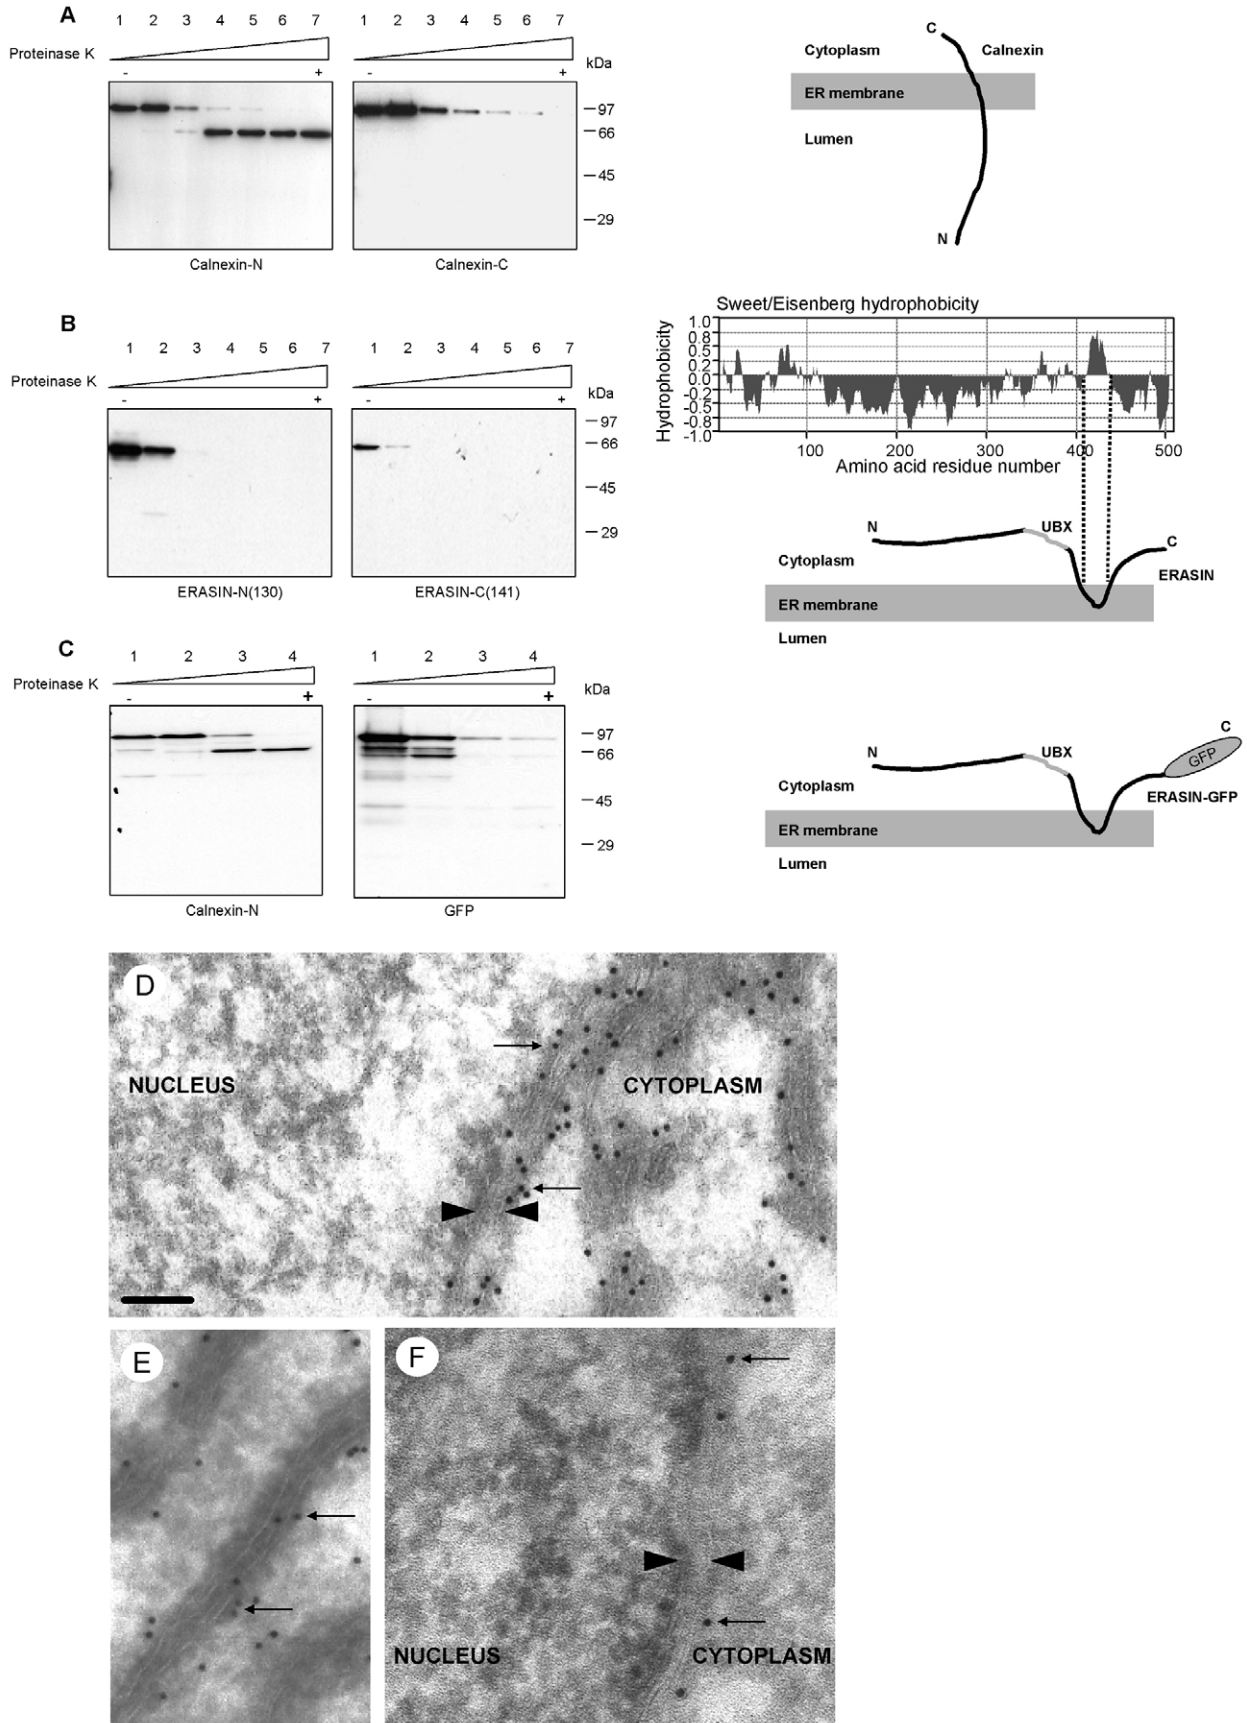 A
1 2 3 4 5 6 7
Proteinase K
- +
1 2 3 4 5 6 7
- +
kDa
97
66
45
29
Calnexin-N
Calnexin-C
C
Cytoplasm
Calnexin
ER membrane
Lumen
N
B
1 2 3 4 5 6 7
Proteinase K
- +
1 2 3 4 5 6 7
- +
kDa
97
66
45
29
ERASIN-N(130)
ERASIN-C(141)
Sweet/Eisenberg hydrophobicity
Hydrophobicity
1.0
0.8
0.5
0.2
0.0
-0.2
-0.5
-0.8
-1.0
100 200 300 400 500
Amino acid residue number
N
UBX
C
Cytoplasm
ERASIN
ER membrane
Lumen
C
1 2 3 4
Proteinase K
- +
1 2 3 4
- +
kDa
97
66
45
29
Calnexin-N
GFP
C
GFP
N
UBX
Cytoplasm
ERASIN-GFP
ER membrane
Lumen
D
NUCLEUS
CYTOPLASM
E
F
NUCLEUS
CYTOPLASM